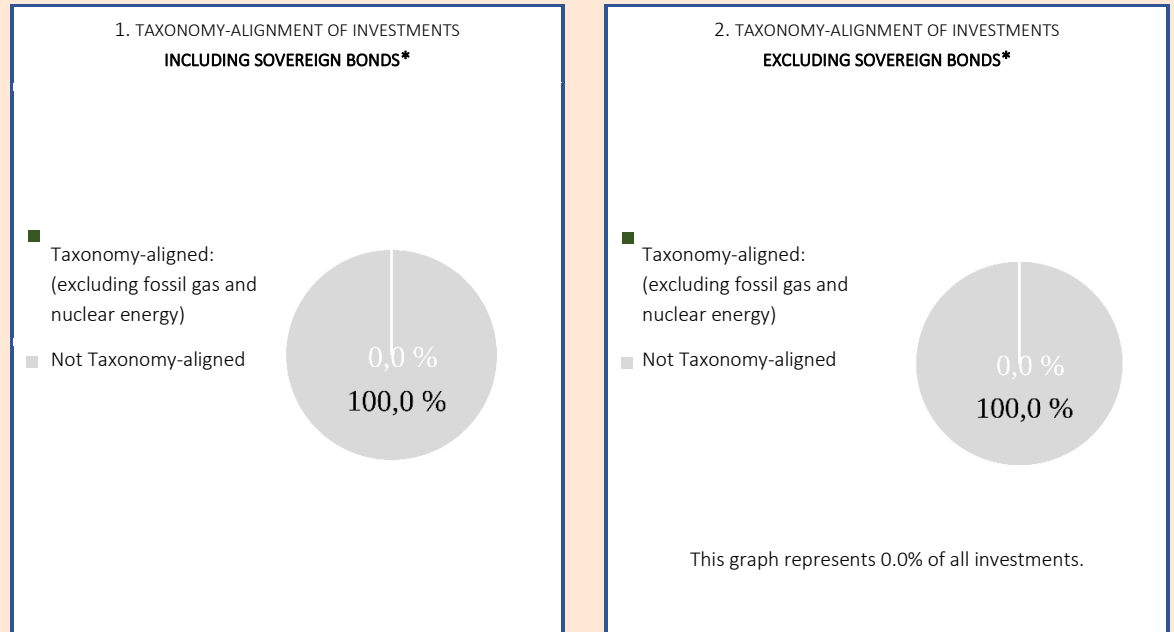 1. TAXONOMY-ALIGNMENT OF INVESTMENTS
INCLUDING SOVEREIGN BONDS*
Taxonomy-aligned:
(excluding fossil gas and
nuclear energy)
Not Taxonomy-aligned
0,0 %
100,0 %
2. TAXONOMY-ALIGNMENT OF INVESTMENTS
EXCLUDING SOVEREIGN BONDS*
Taxonomy-aligned:
(excluding fossil gas and
nuclear energy)
Not Taxonomy-aligned
0,0 %
100,0 %
This graph represents 0.0% of all investments.